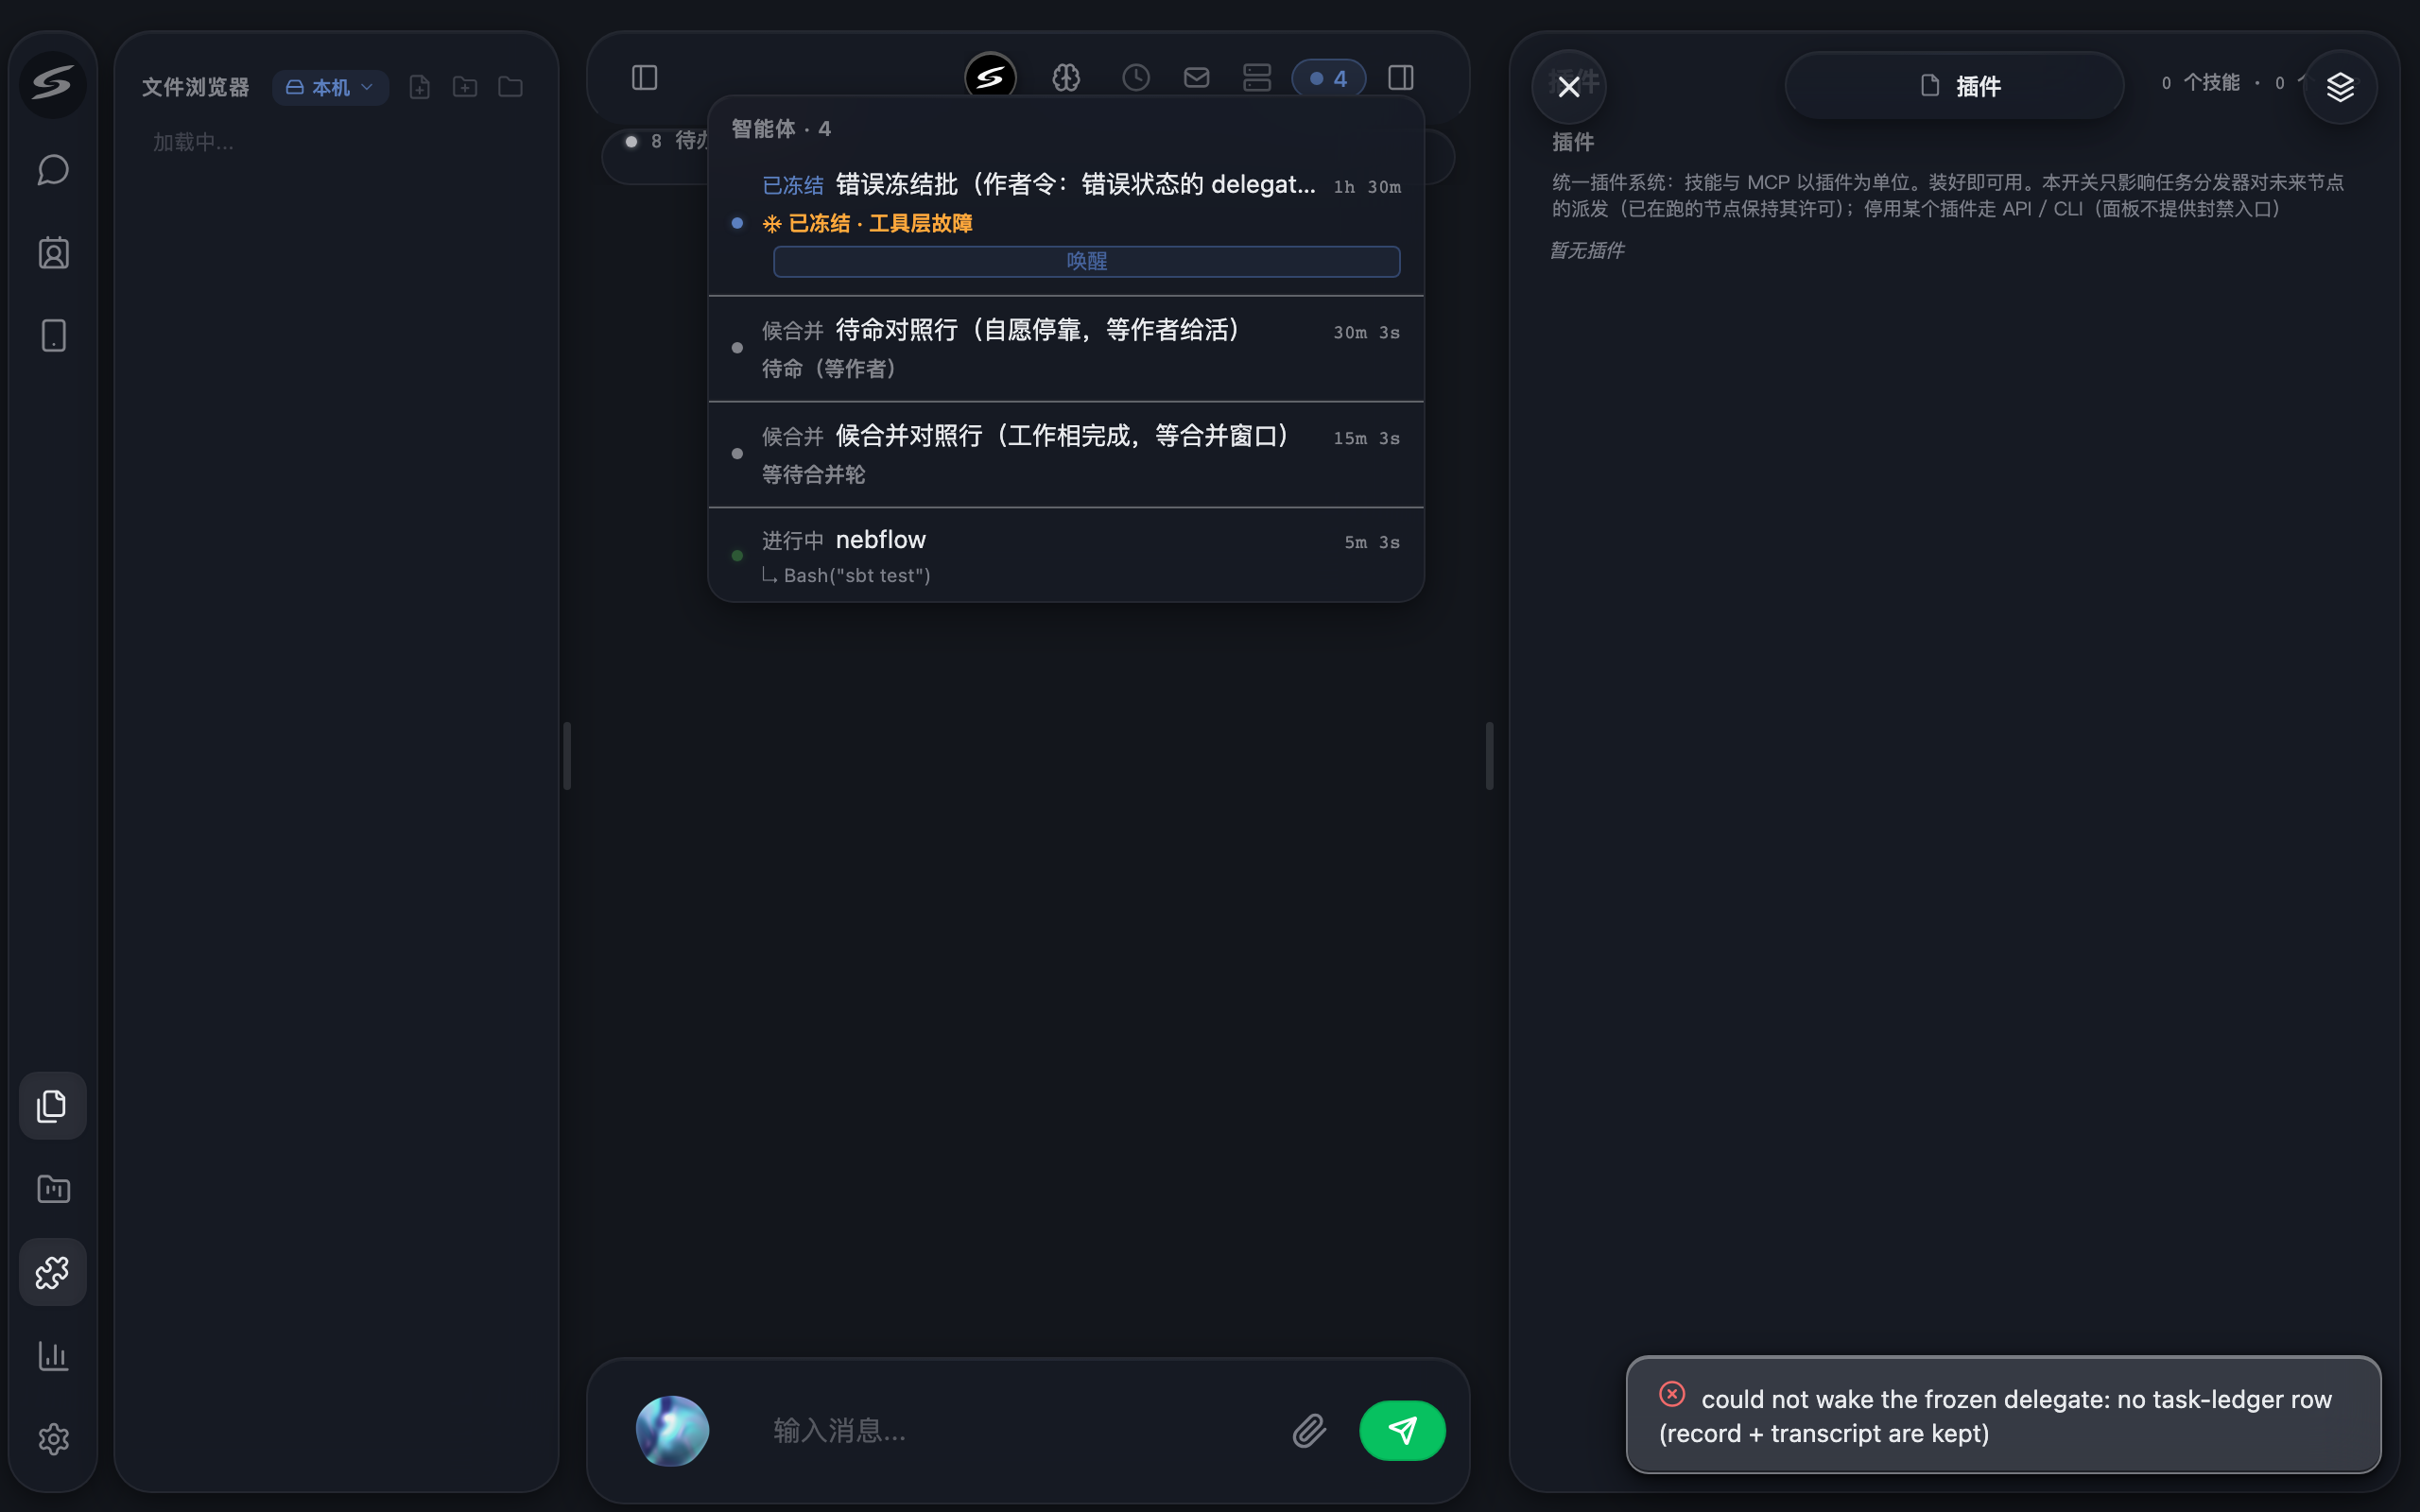 文件浏览器
本机
加载中...
4
8 待办
智能体 · 4
已冻结 错误冻结批（作者令：错误状态的 delegat... 1h 30m
已冻结 · 工具层故障
唤醒
候合并 待命对照行（自愿停靠，等作者给活） 30m 3s
待命（等作者）
候合并 候合并对照行（工作相完成，等合并窗口） 15m 3s
等待合并轮
进行中 nebflow 5m 3s
Bash("sbt test")
输入消息...
插件
插件
0 个技能 · 0
插件
统一插件系统：技能与 MCP 以插件为单位。装好即可用。本开关只影响任务分发器对未来节点
的派发（已在跑的节点保持其许可）；停用某个插件走 API / CLI（面板不提供封禁入口）
暂无插件
could not wake the frozen delegate: no task-ledger row
(record + transcript are kept)